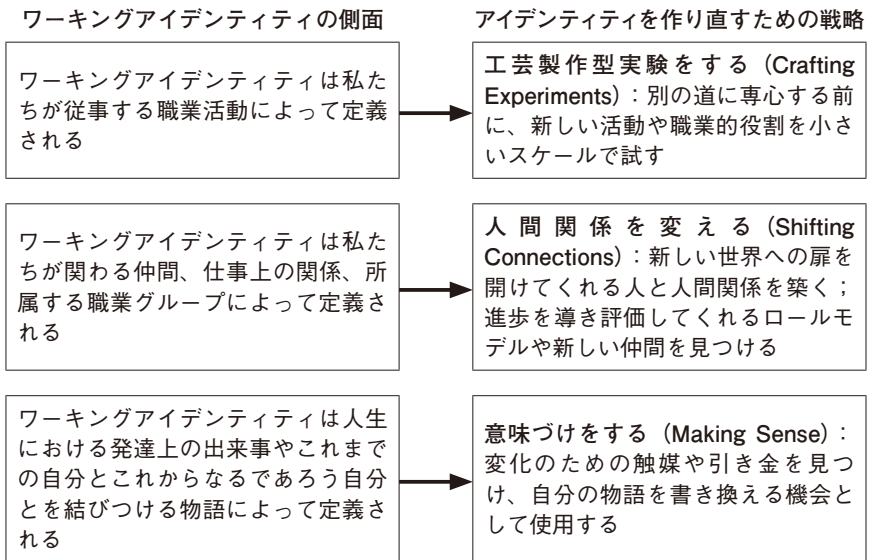 ワーキングアイデンティティの側面
アイデンティティを作り直すための戦略
ワーキングアイデンティティは私た
ちが従事する職業活動によって定義
される
工芸製作型実験をする（Crafting
Experiments）：別の道に専心する前
に、新しい活動や職業的役割を小さ
いスケールで試す
ワーキングアイデンティティは私た
ちが関わる仲間、仕事上の関係、所
属する職業グループによって定義さ
れる
人間関係を変える（Shifting
Connections）：新しい世界への扉を
開けてくれる人と人間関係を築く；
進歩を導き評価してくれるロールモ
デルや新しい仲間を見つける
ワーキングアイデンティティは人生
における発達上の出来事やこれまで
の自分とこれからなるであろう自分
とを結びつける物語によって定義さ
れる
意味づけをする（Making Sense）：
変化のための触媒や引き金を見つ
け、自分の物語を書き換える機会と
して使用する